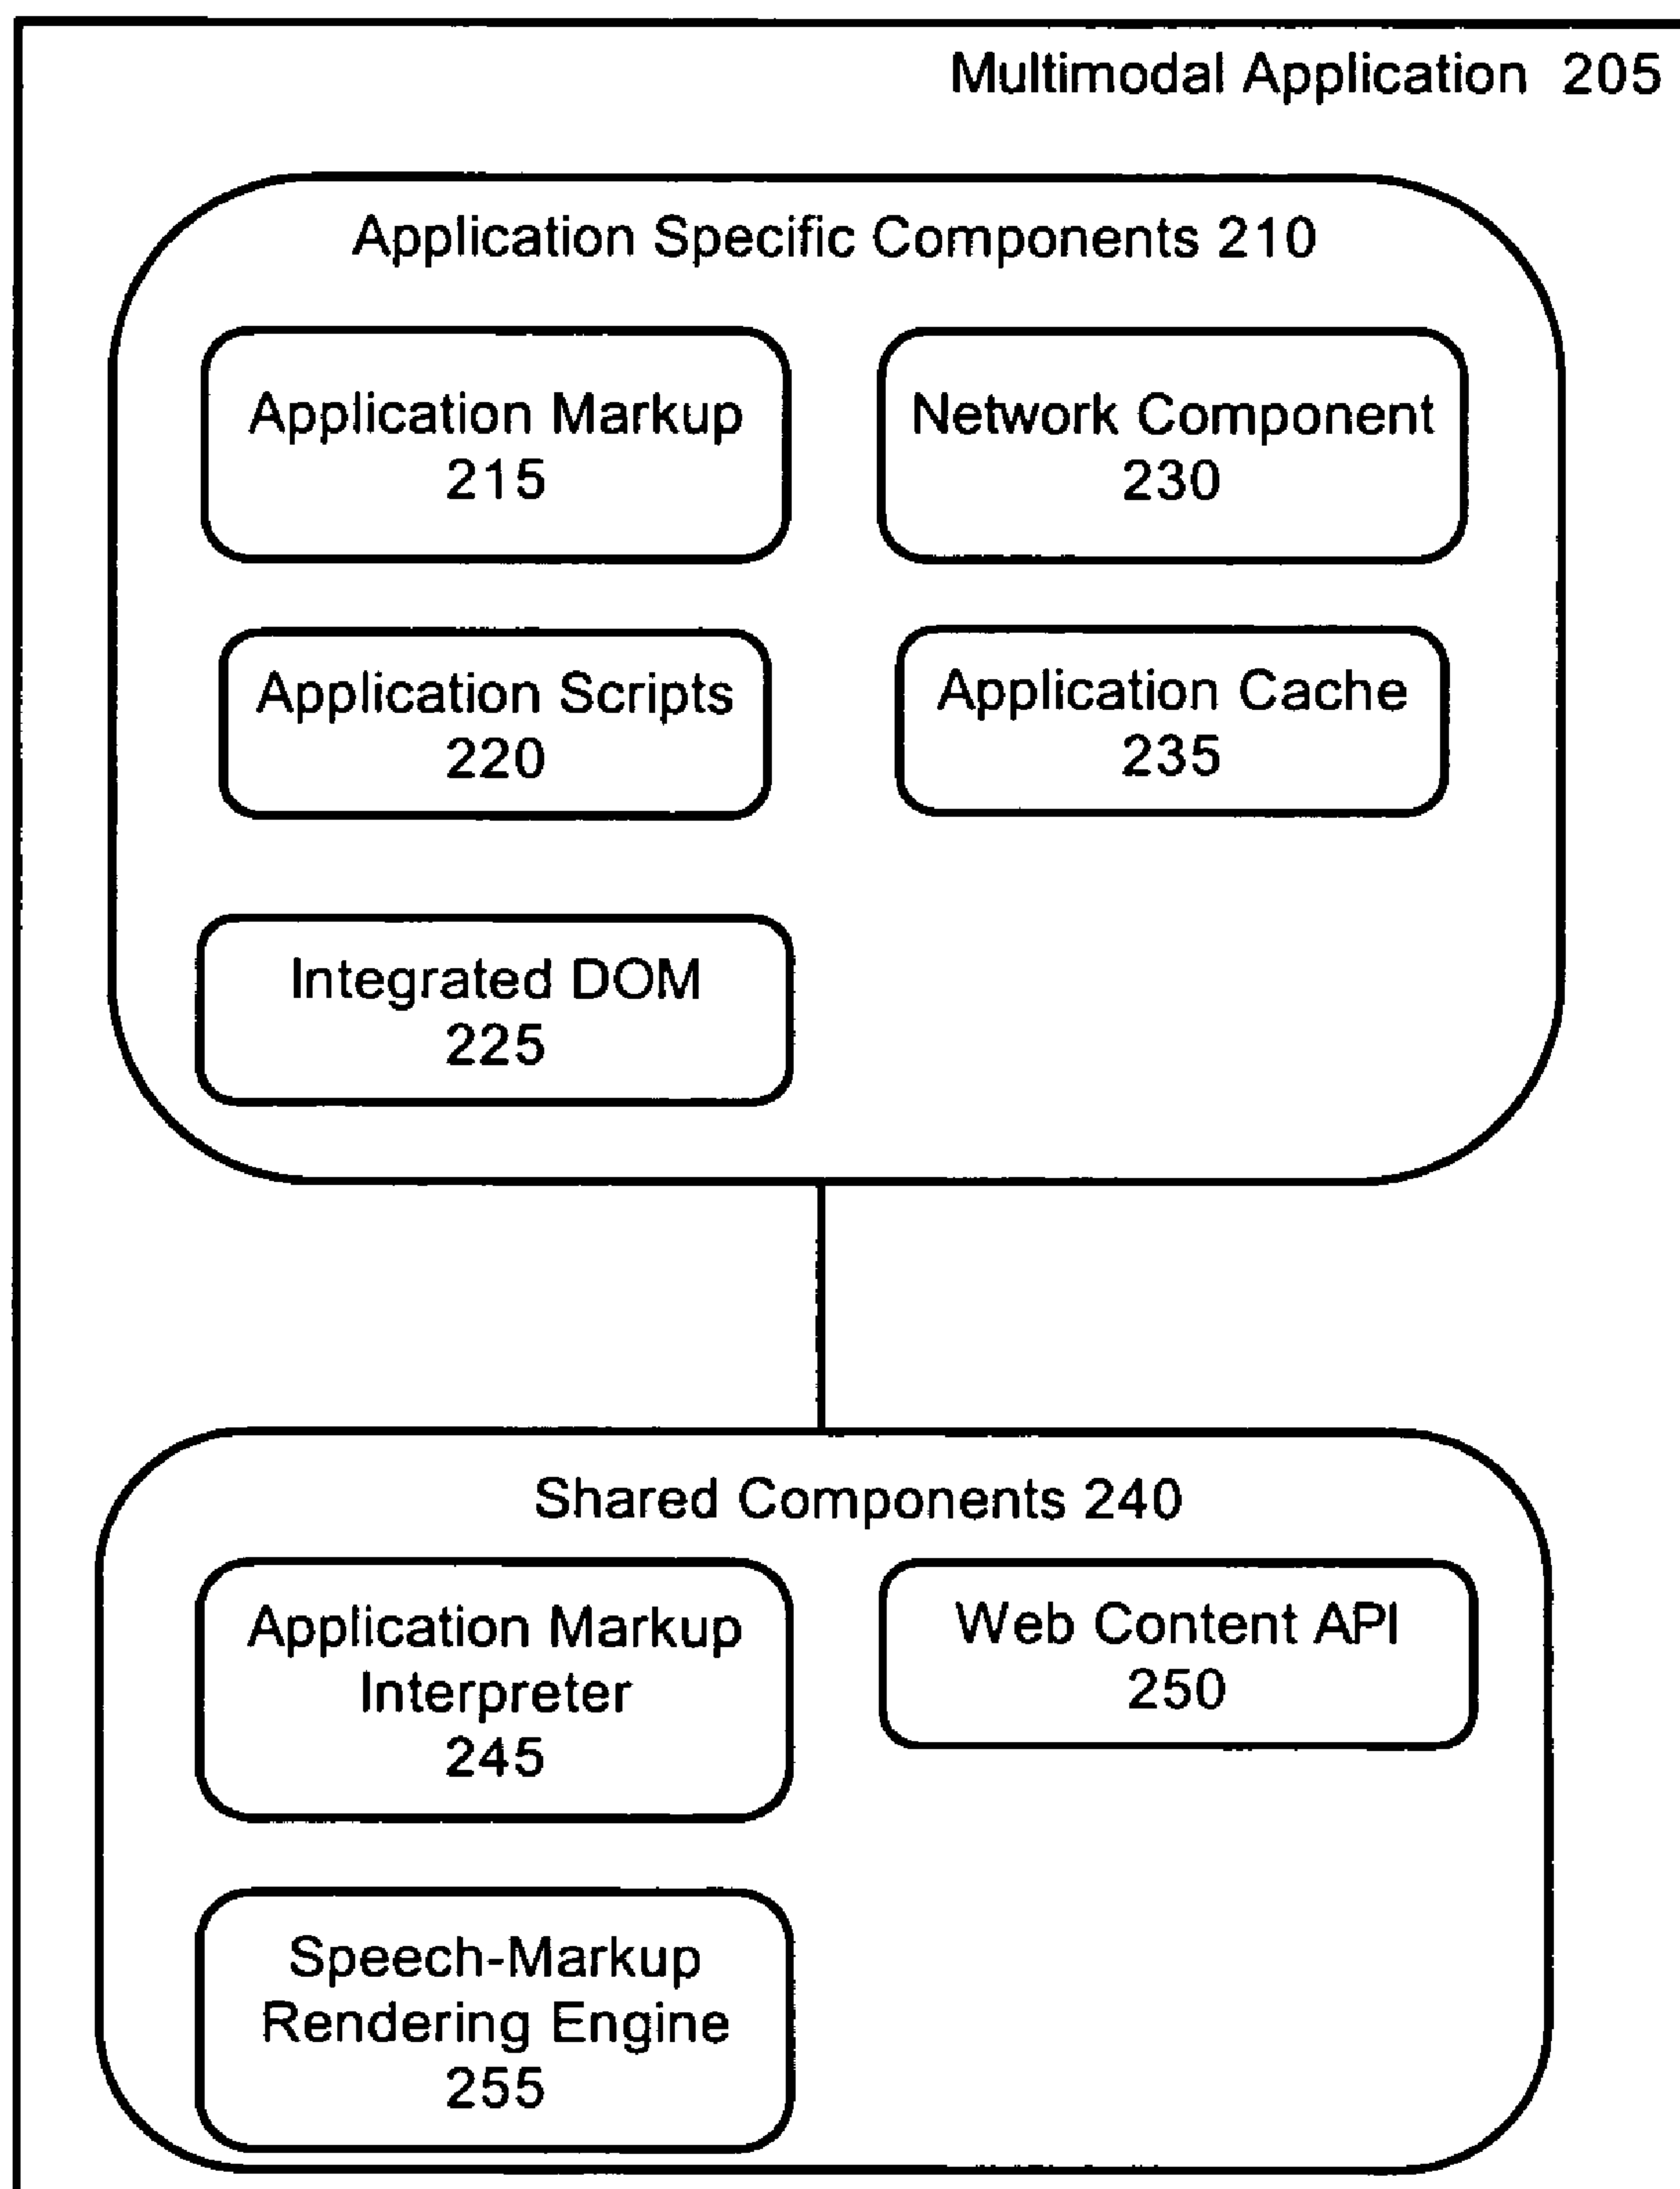 Multimodal Application 205
Application Specific Components 210
Application Markup
215
Network Component
230
Application Scripts
220
Application Cache
235
Integrated DOM
225
Shared Components 240
Application Markup
Interpreter
245
Web Content API
250
Speech-Markup
Rendering Engine
255